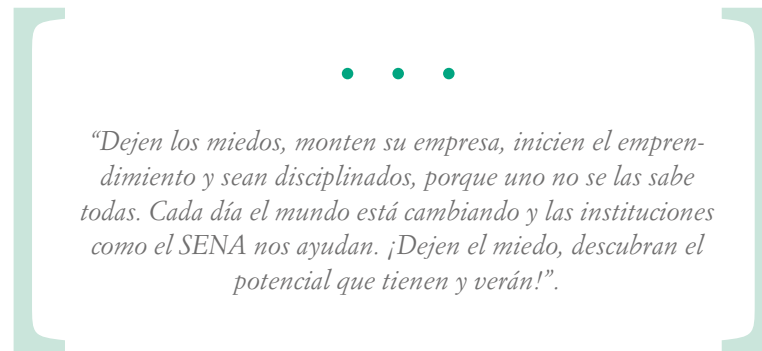 “Dejen los miedos, monten su empresa, inicien el empren-
dimiento y sean disciplinados, porque uno no se las sabe
todas. Cada día el mundo está cambiando y las instituciones
como el SENA nos ayudan. ¡Dejen el miedo, descubran el
potencial que tienen y verán!”.